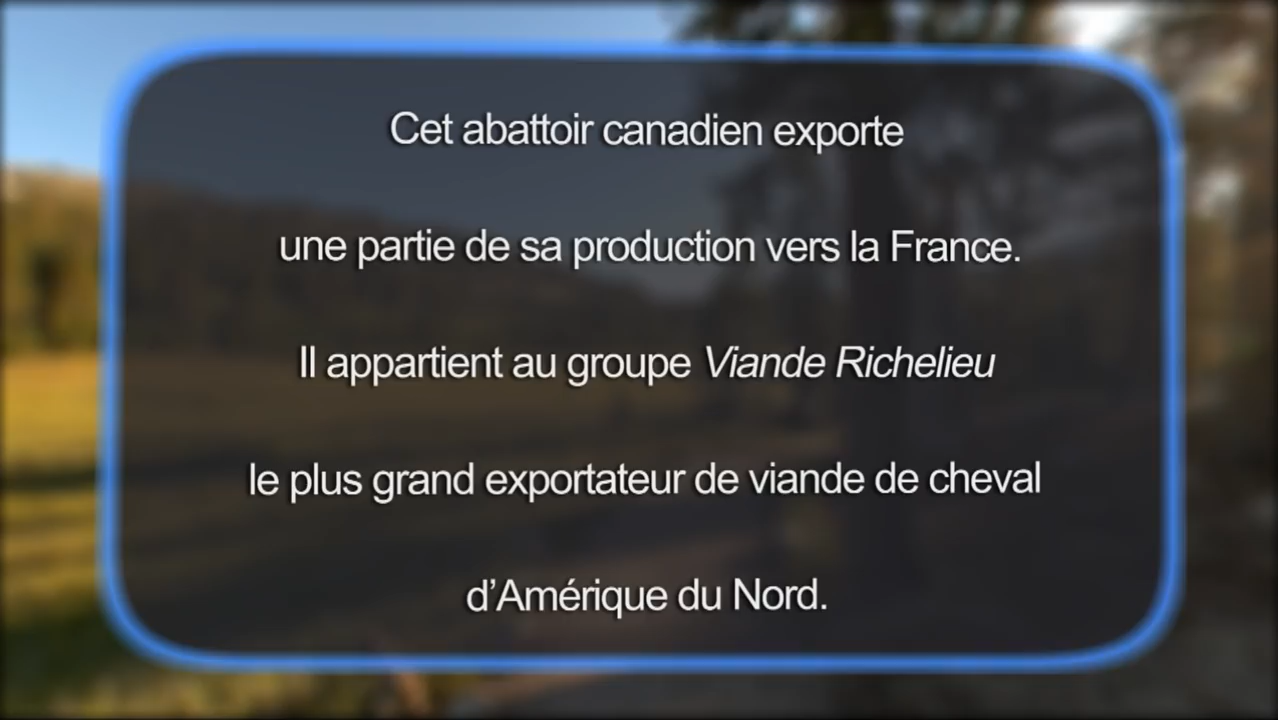 Cet abattoir canadien exporte
une partie de sa production vers la France.
Il appartient au groupe Viande Richelieu
le plus grand exportateur de viande de cheval
d’Amérique du Nord.